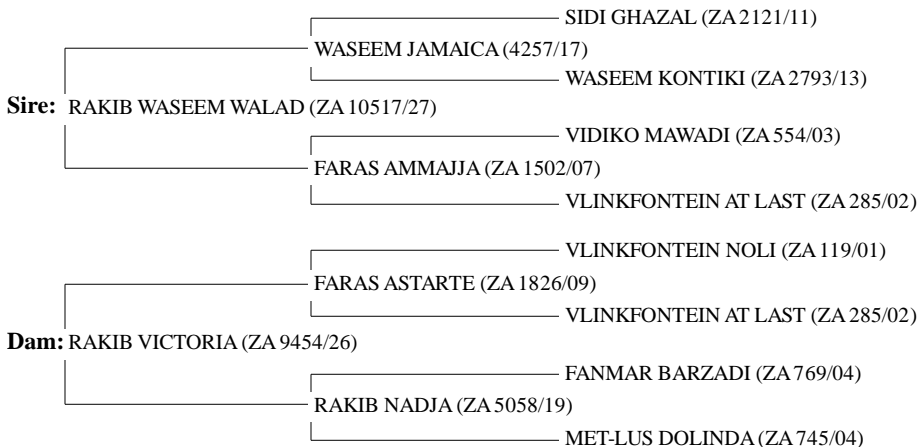 SIDI GHAZAL (ZA 2121/11)
WASEEM JAMAICA (4257/17)
WASEEM KONTIKI (ZA 2793/13)
Sire: RAKIB WASEEM WALAD (ZA 10517/27)
VIDIKO MAWADI (ZA 554/03)
FARAS AMMAJJA (ZA 1502/07)
VLINKFONTEIN AT LAST (ZA 285/02)
VLINKFONTEIN NOLI (ZA 119/01)
FARAS ASTARTE (ZA 1826/09)
VLINKFONTEIN AT LAST (ZA 285/02)
Dam: RAKIB VICTORIA (ZA 9454/26)
FANMAR BARZADI (ZA 769/04)
RAKIB NADJA (ZA 5058/19)
MET-LUS DOLINDA (ZA 745/04)